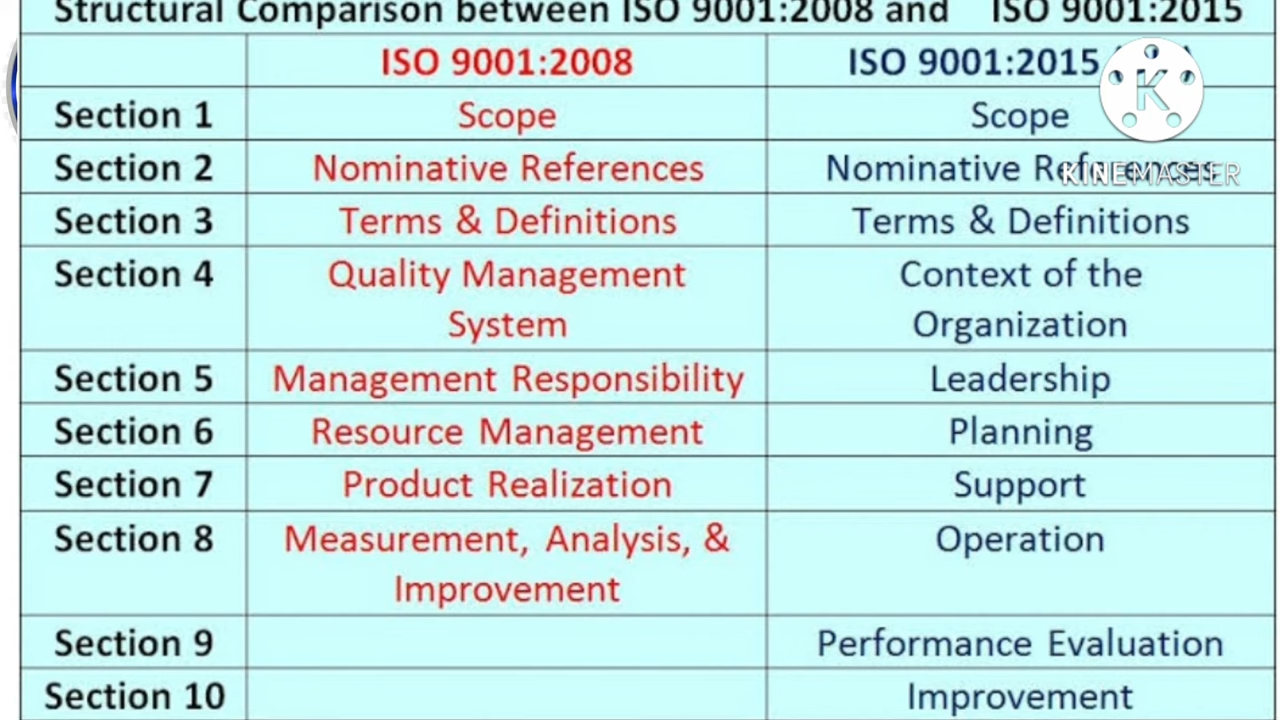 Structural Comparison between ISO 9001:2008 and ISO 9001:2015
ISO 9001:2008 ISO 9001:2015
Section 1 Scope Scope
Section 2 Nominative References Nominative References
KINEMASTER
Section 3 Terms & Definitions Terms & Definitions
Section 4 Quality Management Context of the
System Organization
Section 5 Management Responsibility Leadership
Section 6 Resource Management Planning
Section 7 Product Realization Support
Section 8 Measurement, Analysis, & Operation
Improvement
Section 9 Performance Evaluation
Section 10 Improvement
K